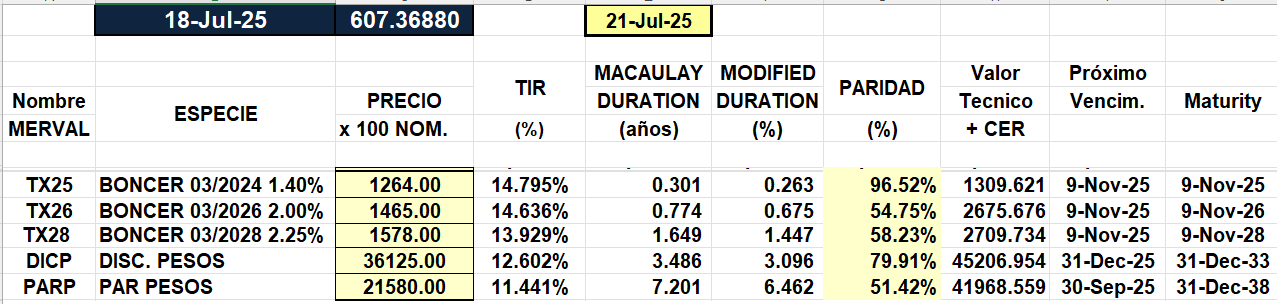 18-Jul-25 607.36880 21-Jul-25
Nombre MERVAL ESPECIE PRECIO x 100 NOM. TIR (%) MACAULAY DURATION (años) MODIFIED DURATION (%) PARIDAD (%) Valor Tecnico + CER Próximo Vencim. Maturity
TX25 BONCER 03/2024 1.40% 1264.00 14.795% 0.301 0.263 96.52% 1309.621 9-Nov-25 9-Nov-25
TX26 BONCER 03/2026 2.00% 1465.00 14.636% 0.774 0.675 54.75% 2675.676 9-Nov-25 9-Nov-26
TX28 BONCER 03/2028 2.25% 1578.00 13.929% 1.649 1.447 58.23% 2709.734 9-Nov-25 9-Nov-28
DICP DISC. PESOS 36125.00 12.602% 3.486 3.096 79.91% 45206.954 31-Dec-25 31-Dec-33
PARP PAR PESOS 21580.00 11.441% 7.201 6.462 51.42% 41968.559 30-Sep-25 31-Dec-38